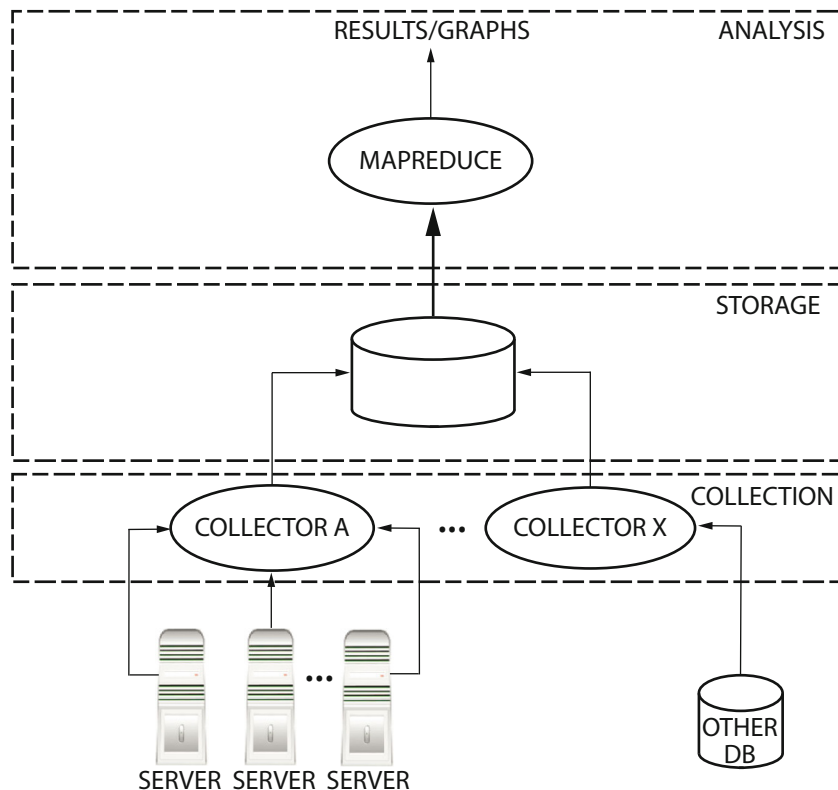 RESULTS/GRAPHS
ANALYSIS
MAPREDUCE
STORAGE
COLLECTION
COLLECTOR A
...
COLLECTOR X
...
OTHER
DB
SERVER
SERVER
SERVER